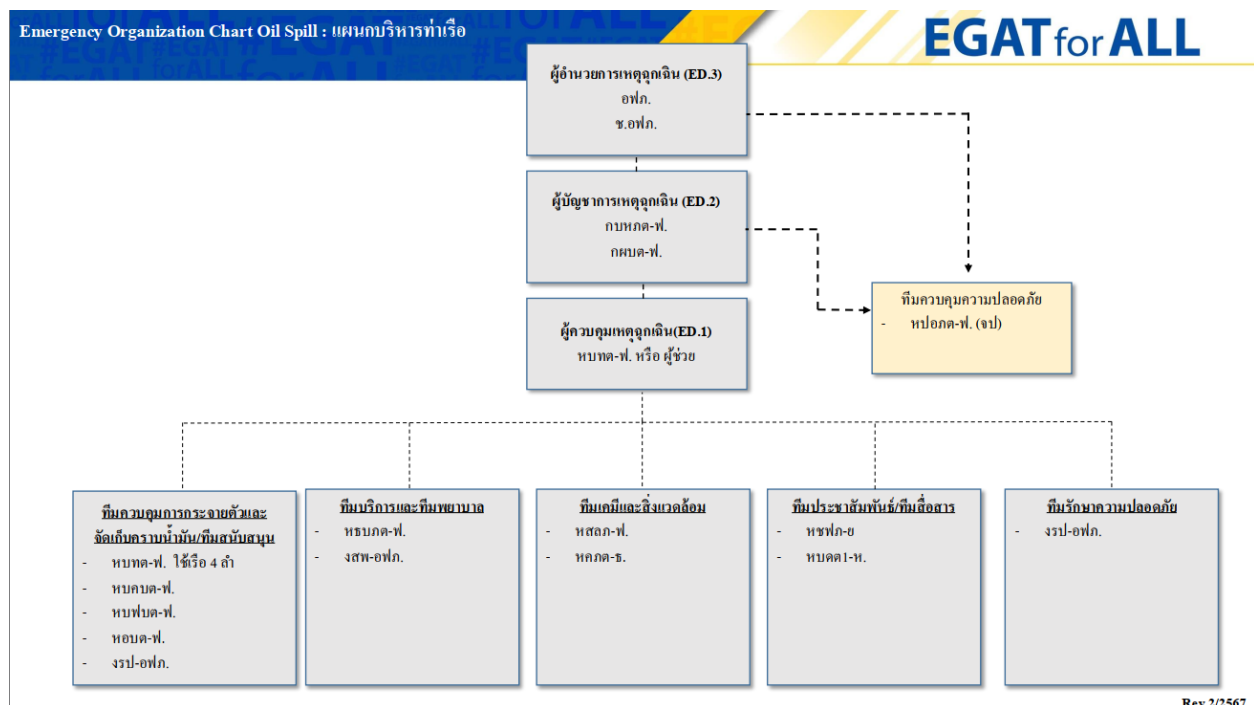 Emergency Organization Chart Oil Spill : แผนกบริหารท่าเรือ
EGAT for ALL
ผู้อำนวยการเหตุฉุกเฉิน (ED.3)
อฟภ.
ช.อฟภ.
ผู้บัญชาการเหตุฉุกเฉิน (ED.2)
กบหภต-ฟ.
กผบต-ฟ.
ทีมควบคุมความปลอดภัย
- หปอภต-ฟ. (จป)
ผู้ควบคุมเหตุฉุกเฉิน(ED.1)
หบทต-ฟ. หรือ ผู้ช่วย
ทีมควบคุมการกระจายตัวและ
จัดเก็บคราบน้ำมัน/ทีมสนับสนุน
- หบทต-ฟ. ใช้เรือ 4 ลำ
- หบคบต-ฟ.
- หบฟบต-ฟ.
- หอบต-ฟ.
- งรป-อฟภ.
ทีมบริการและทีมพยาบาล
- หธบภต-ฟ.
- งสพ-อฟภ.
ทีมเคมีและสิ่งแวดล้อม
- หสลภ-ฟ.
- หคภต-ธ.
ทีมประชาสัมพันธ์/ทีมสื่อสาร
- หชฟภ-ย
- หบดต1-ห.
ทีมรักษาความปลอดภัย
- งรป-อฟภ.
Rev.2/2567